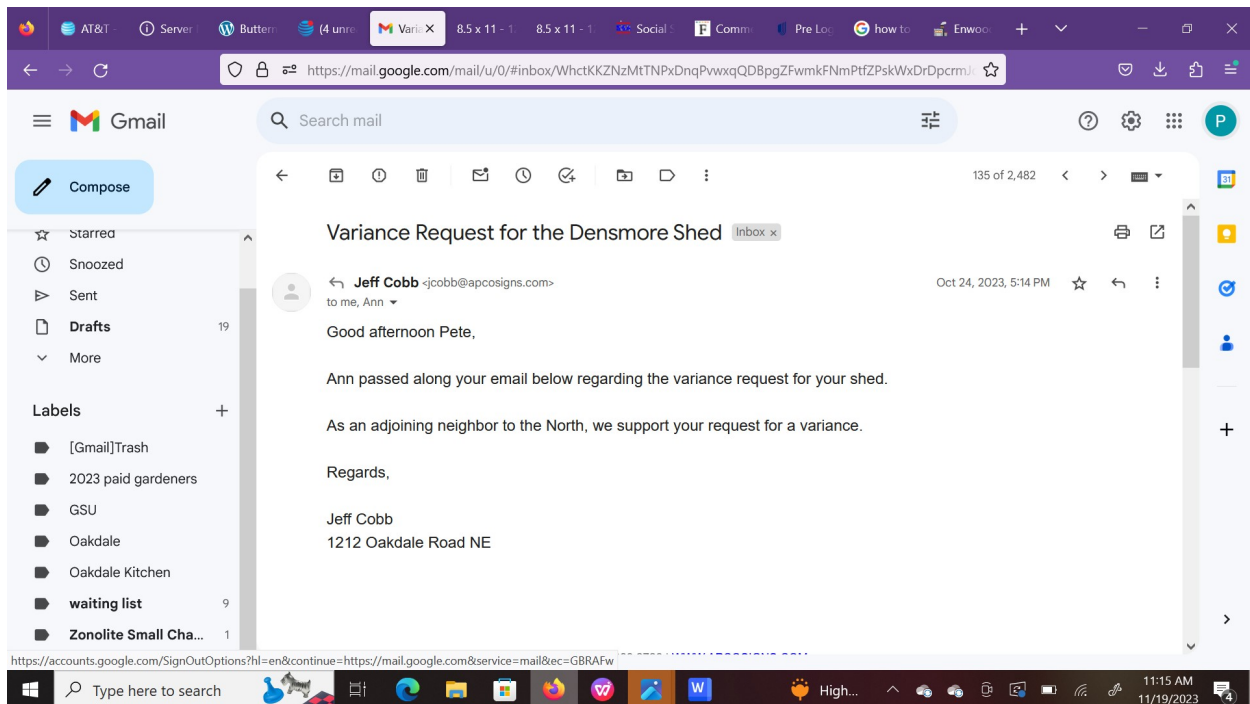 AT&T -
Server
Buttern
(4 unre
Varia
8.5 x 11 - 1
8.5 x 11 - 1
Social S
Comm
Pre Log
how to
Enwoo
https://mail.google.com/mail/u/0/#inbox/WhctKKZNzMtTNPxDnqPvwxqQDBpgZFwmkFNmPtfZPskWxDrDpcrmJ
Gmail
Search mail
P
Compose
135 of 2,482
31
Starred
Snoozed
Sent
Drafts 19
More
Labels
[Gmail]Trash
2023 paid gardeners
GSU
Oakdale
Oakdale Kitchen
waiting list 9
Zonolite Small Cha... 1
Variance Request for the Densmore Shed Inbox x
Jeff Cobb <jcobb@apcosigns.com> Oct 24, 2023, 5:14 PM
to me, Ann
Good afternoon Pete,
Ann passed along your email below regarding the variance request for your shed.
As an adjoining neighbor to the North, we support your request for a variance.
Regards,
Jeff Cobb
1212 Oakdale Road NE
https://accounts.google.com/SignOutOptions?hl=en&continue=https://mail.google.com&service=mail&ec=GBRAFw
Type here to search
W
High...
11:15 AM
11/19/2023
4